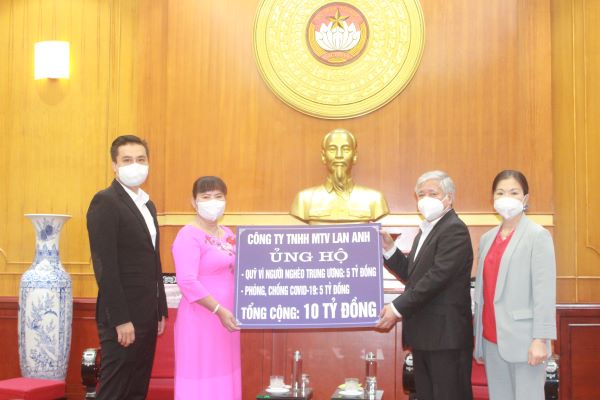 CÔNG TY TNHH MTV LAN ANH
ỦNG HỘ
- QUỸ VÌ NGƯỜI NGHÈO TRUNG ƯƠNG: 5 TỶ ĐỒNG
- PHÒNG, CHỐNG COVID-19: 5 TỶ ĐỒNG
TỔNG CỘNG: 10 TỶ ĐỒNG